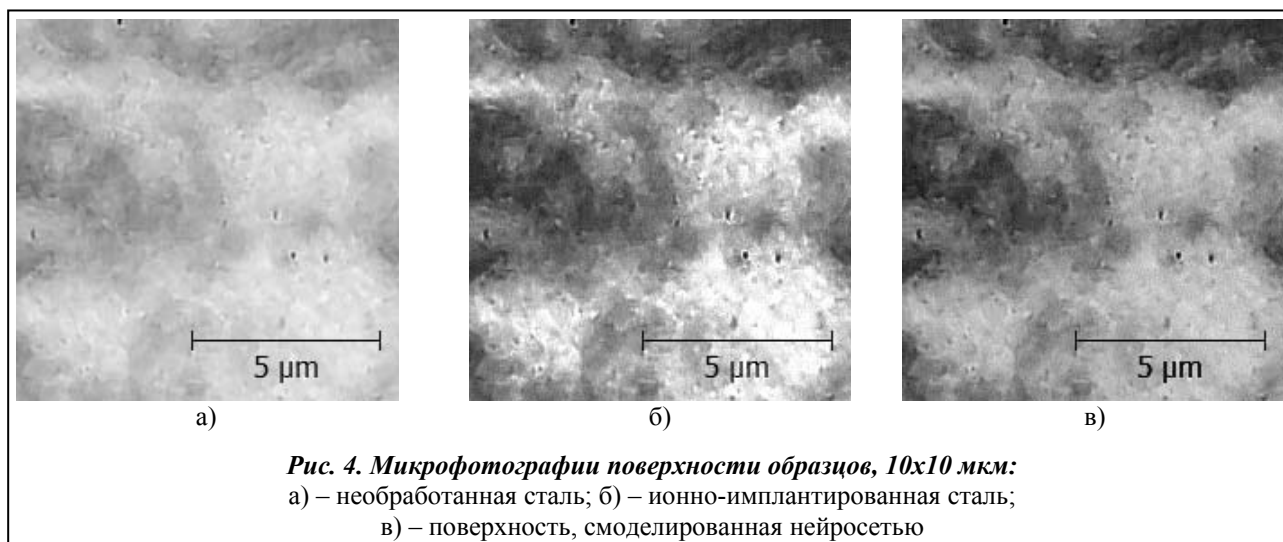 5 µm
5 µm
5 µm
а)
б)
в)
Рис. 4. Микрофотографии поверхности образцов, 10х10 мкм:
а) – необработанная сталь; б) – ионно-имплантированная сталь;
в) – поверхность, смоделированная нейросетью